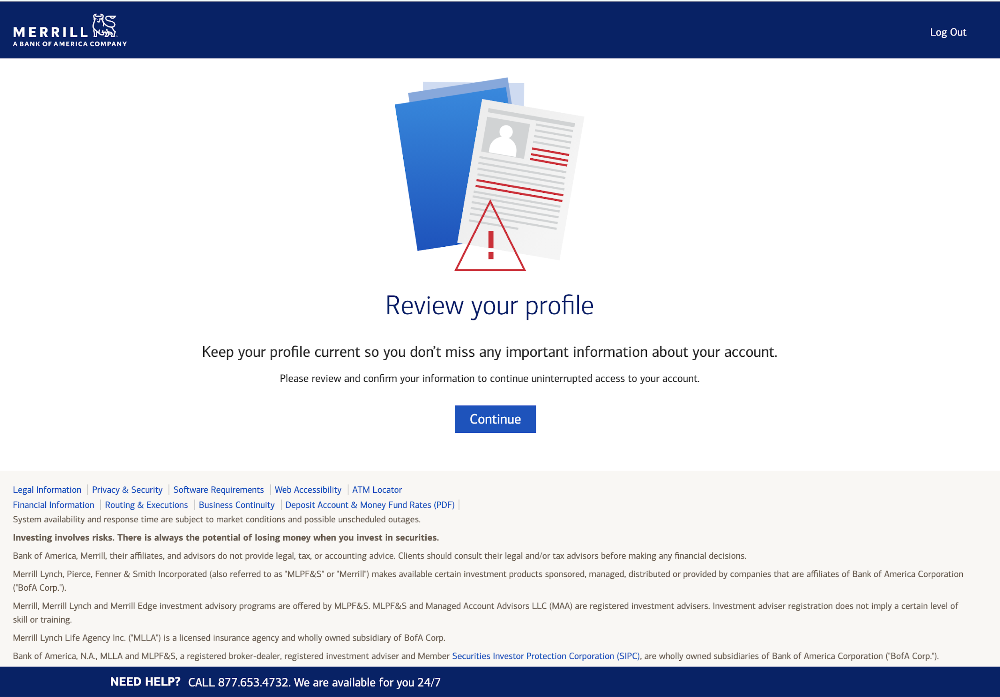 MERRILL
A BANK OF AMERICA COMPANY
Log Out
Review your profile
Keep your profile current so you don’t miss any important information about your account.
Please review and confirm your information to continue uninterrupted access to your account.
Continue
Legal Information | Privacy & Security | Software Requirements | Web Accessibility | ATM Locator
Financial Information | Routing & Executions | Business Continuity | Deposit Account & Money Fund Rates (PDF) |
System availability and response time are subject to market conditions and possible unscheduled outages.
Investing involves risks. There is always the potential of losing money when you invest in securities.
Bank of America, Merrill, their affiliates, and advisors do not provide legal, tax, or accounting advice. Clients should consult their legal and/or tax advisors before making any financial decisions.
Merrill Lynch, Pierce, Fenner & Smith Incorporated (also referred to as "MLPF&S" or "Merrill") makes available certain investment products sponsored, managed, distributed or provided by companies that are affiliates of Bank of America Corporation
("BofA Corp.").
Merrill, Merrill Lynch and Merrill Edge investment advisory programs are offered by MLPF&S. MLPF&S and Managed Account Advisors LLC (MAA) are registered investment advisers. Investment adviser registration does not imply a certain level of
skill or training.
Merrill Lynch Life Agency Inc. ("MLLA") is a licensed insurance agency and wholly owned subsidiary of BofA Corp.
Bank of America, N.A., MLLA and MLPF&S, a registered broker-dealer, registered investment adviser and Member Securities Investor Protection Corporation (SIPC), are wholly owned subsidiaries of Bank of America Corporation ("BofA Corp.").
NEED HELP? CALL 877.653.4732. We are available for you 24/7